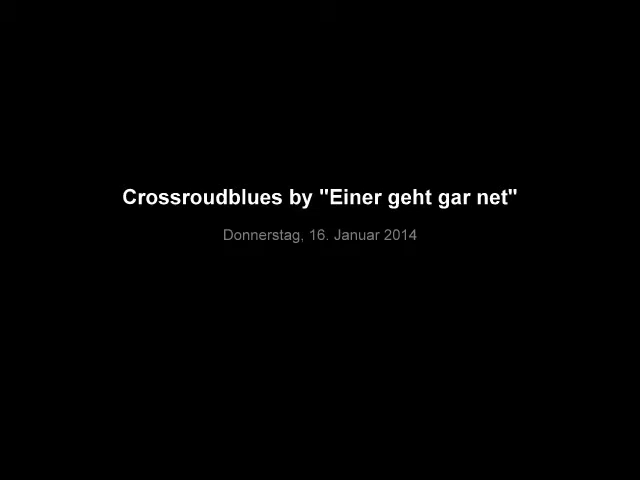 Crossroudblues by "Einer geht gar net"
Donnerstag, 16. Januar 2014